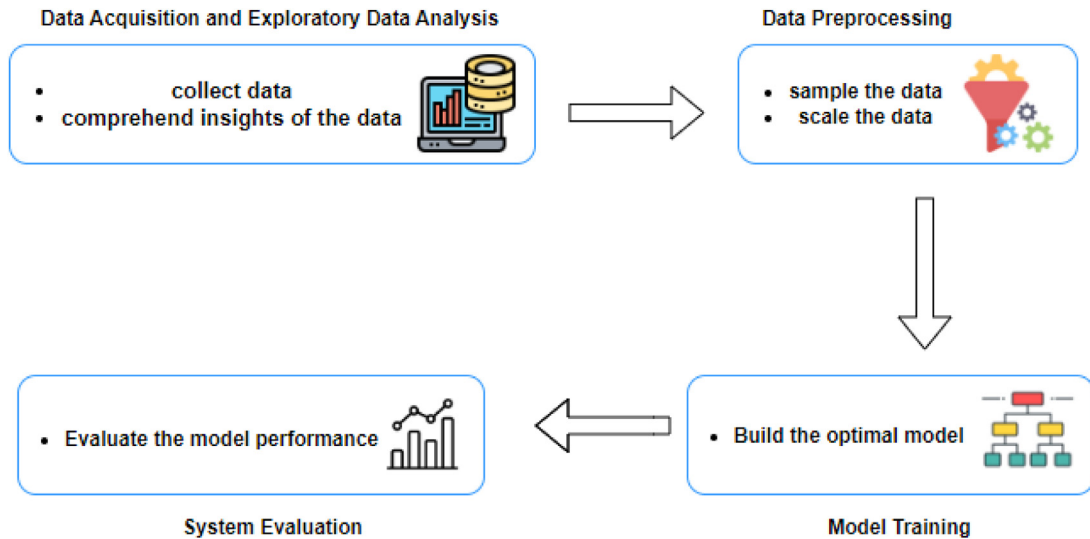 Data Acquisition and Exploratory Data Analysis
• collect data
• comprehend insights of the data
Data Preprocessing
• sample the data
• scale the data
• Build the optimal model
Model Training
• Evaluate the model performance
System Evaluation